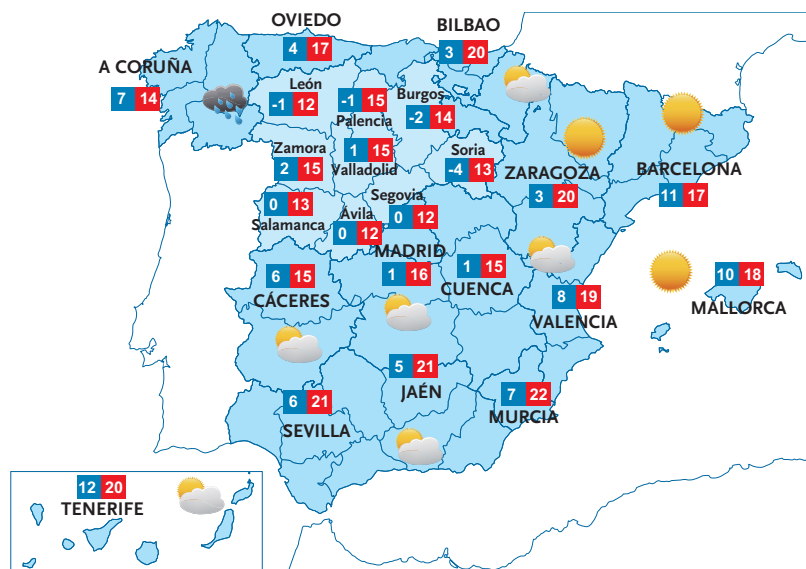 OVIEDO
4 17
BILBAO
3 20
A CORUÑA
7 14
León
-1 12
-1 15
Palencia
Burgos
-2 14
Zamora
2 15
1 15
Valladolid
Soria
-4 13
ZARAGOZA
3 20
BARCELONA
11 17
0 13
Salamanca
Segovia
0 12
Ávila
0 12
MADRID
1 16
1 15
CUENCA
6 15
CÁCERES
8 19
VALENCIA
10 18
MALLORCA
5 21
JAÉN
7 22
MURCIA
6 21
SEVILLA
12 20
TENERIFE